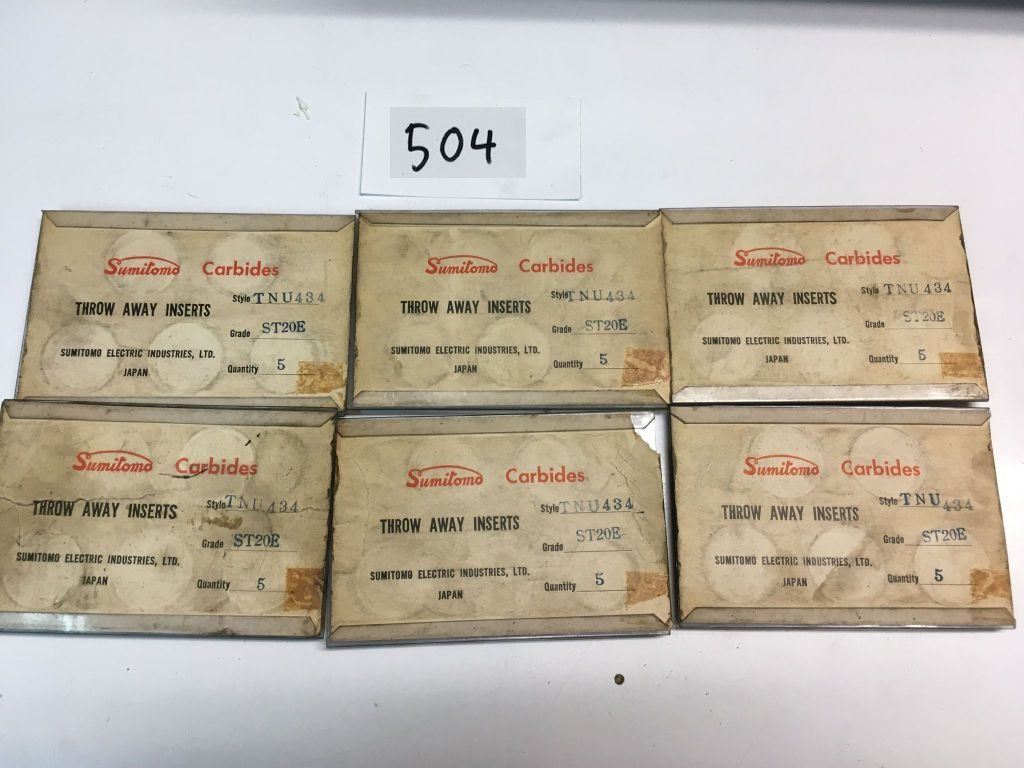 504
Sumitomo Carbides
Style TNU434
THROW AWAY INSERTS
Grade ST20E
SUMITOMO ELECTRIC INDUSTRIES, LTD.
JAPAN
Quantity 5
Sumitomo Carbides
Style TNU434
THROW AWAY INSERTS
Grade ST20E
SUMITOMO ELECTRIC INDUSTRIES, LTD.
JAPAN
Quantity 5
Sumitomo Carbides
Style TNU434
THROW AWAY INSERTS
Grade ST20E
SUMITOMO ELECTRIC INDUSTRIES, LTD.
JAPAN
Quantity 5
Sumitomo Carbides
Style TNU434
THROW AWAY INSERTS
Grade ST20E
SUMITOMO ELECTRIC INDUSTRIES, LTD.
JAPAN
Quantity 5
Sumitomo Carbides
Style TNU434
THROW AWAY INSERTS
Grade ST20E
SUMITOMO ELECTRIC INDUSTRIES, LTD.
JAPAN
Quantity 5
Sumitomo Carbides
Style TNU434
THROW AWAY INSERTS
Grade ST20E
SUMITOMO ELECTRIC INDUSTRIES, LTD.
JAPAN
Quantity 5